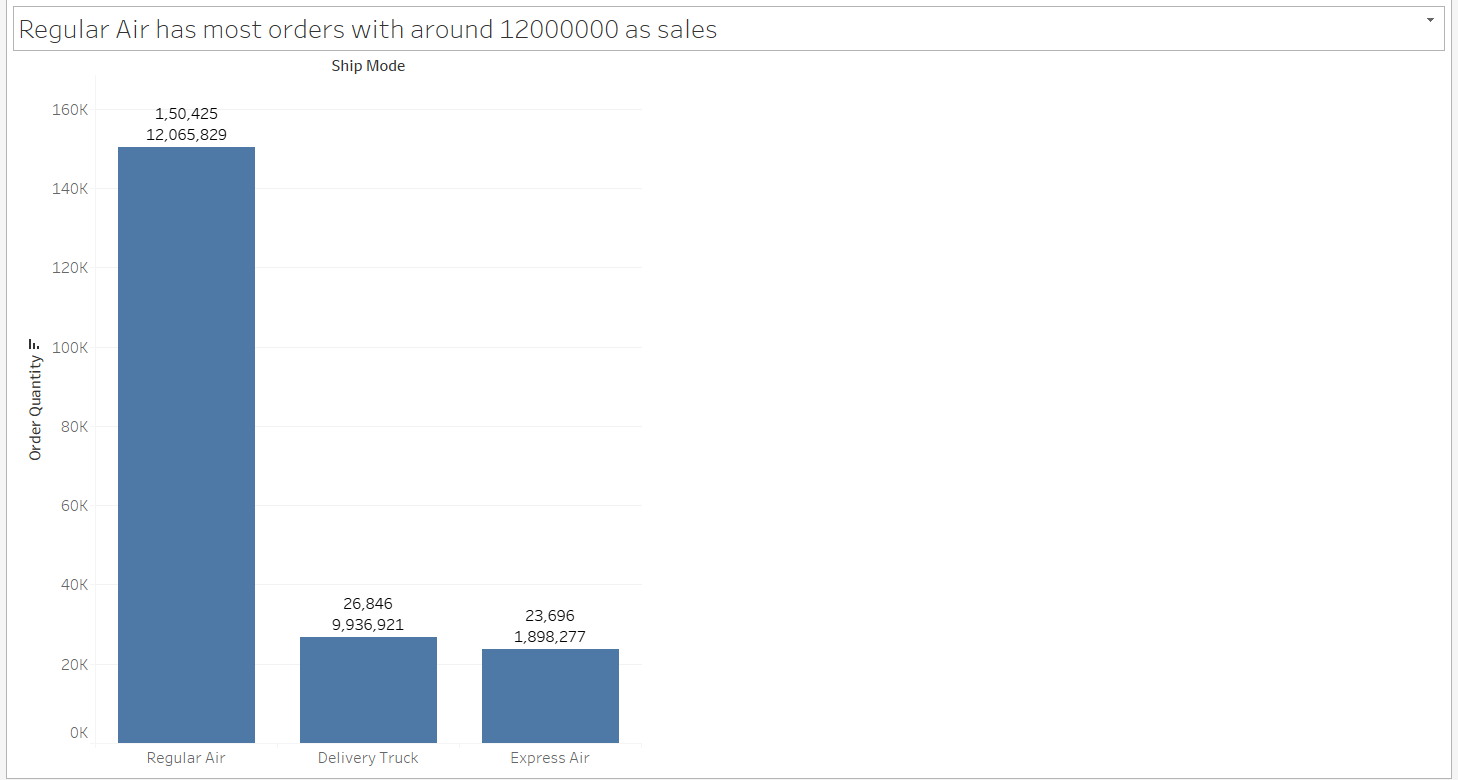 Regular Air has most orders with around 12000000 as sales
Ship Mode
160K
140K
120K
100K
80K
60K
40K
20K
0K
Order Quantity
1,50,425
12,065,829
26,846
9,936,921
23,696
1,898,277
Regular Air
Delivery Truck
Express Air